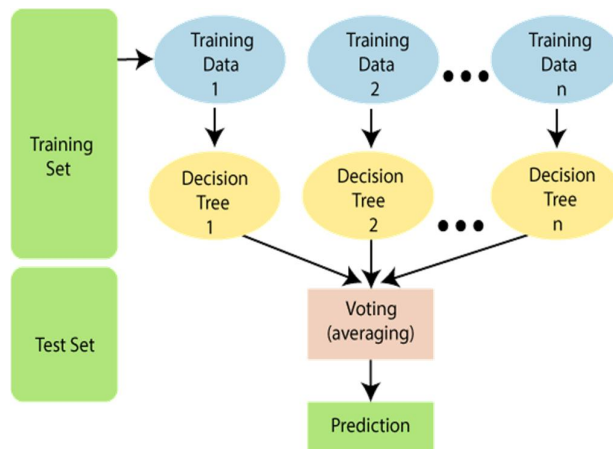 Training
Set
Test Set
Training
Data
1
Training
Data
2
Training
Data
n
Decision
Tree
1
Decision
Tree
2
Decision
Tree
n
Voting
(averaging)
Prediction